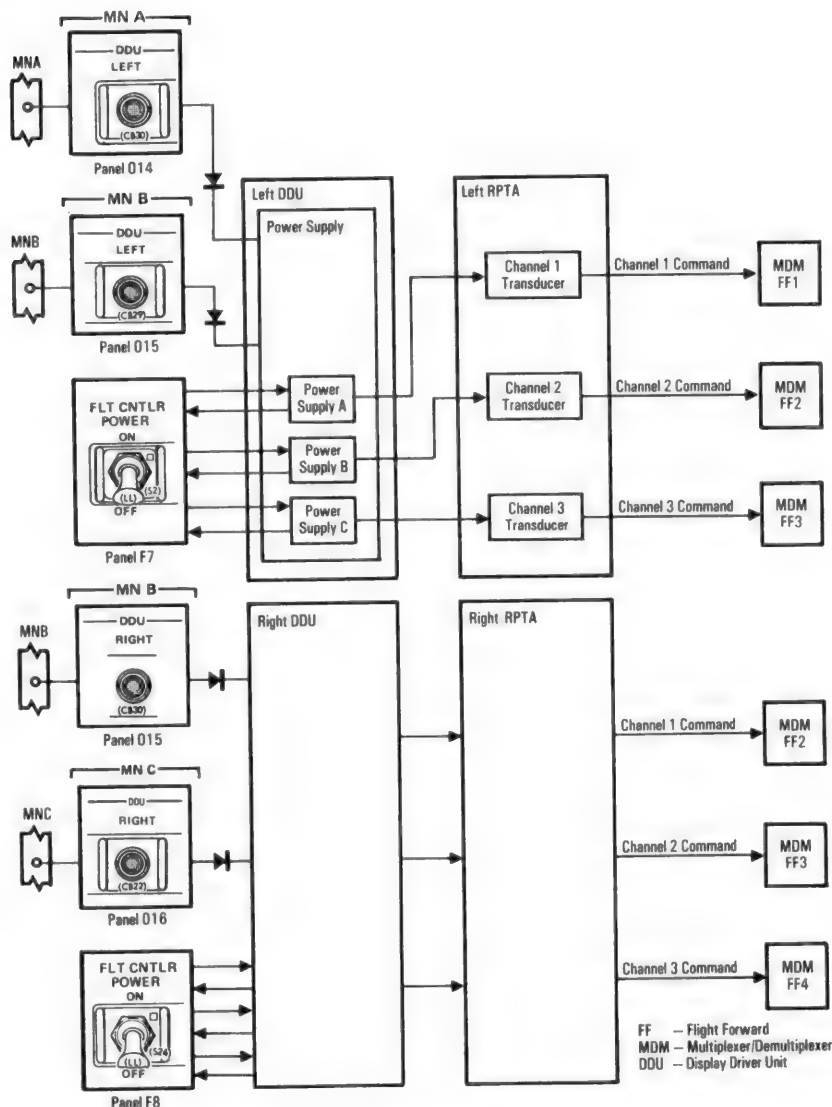 MN A
MNA
DDU
LEFT
(CB30)
Panel O14
MN B
MNB
DDU
LEFT
(CB29)
Panel O15
FLT CNTLR
POWER
ON
(S2)
(LL)
OFF
Panel F7
Left DDU
Power Supply
Power
Supply A
Power
Supply B
Power
Supply C
Left RPTA
Channel 1
Transducer
Channel 2
Transducer
Channel 3
Transducer
Channel 1 Command
MDM
FF1
Channel 2 Command
MDM
FF2
Channel 3 Command
MDM
FF3
MN B
MNB
DDU
RIGHT
(CB30)
Panel O15
MN C
MNC
DDU
RIGHT
(CB22)
Panel O16
FLT CNTLR
POWER
ON
(S24)
(LL)
OFF
Panel F8
Right DDU
Right RPTA
Channel 1 Command
MDM
FF2
Channel 2 Command
MDM
FF3
Channel 3 Command
MDM
FF4
FF – Flight Forward
MDM – Multiplexer/Demultiplexer
DDU – Display Driver Unit